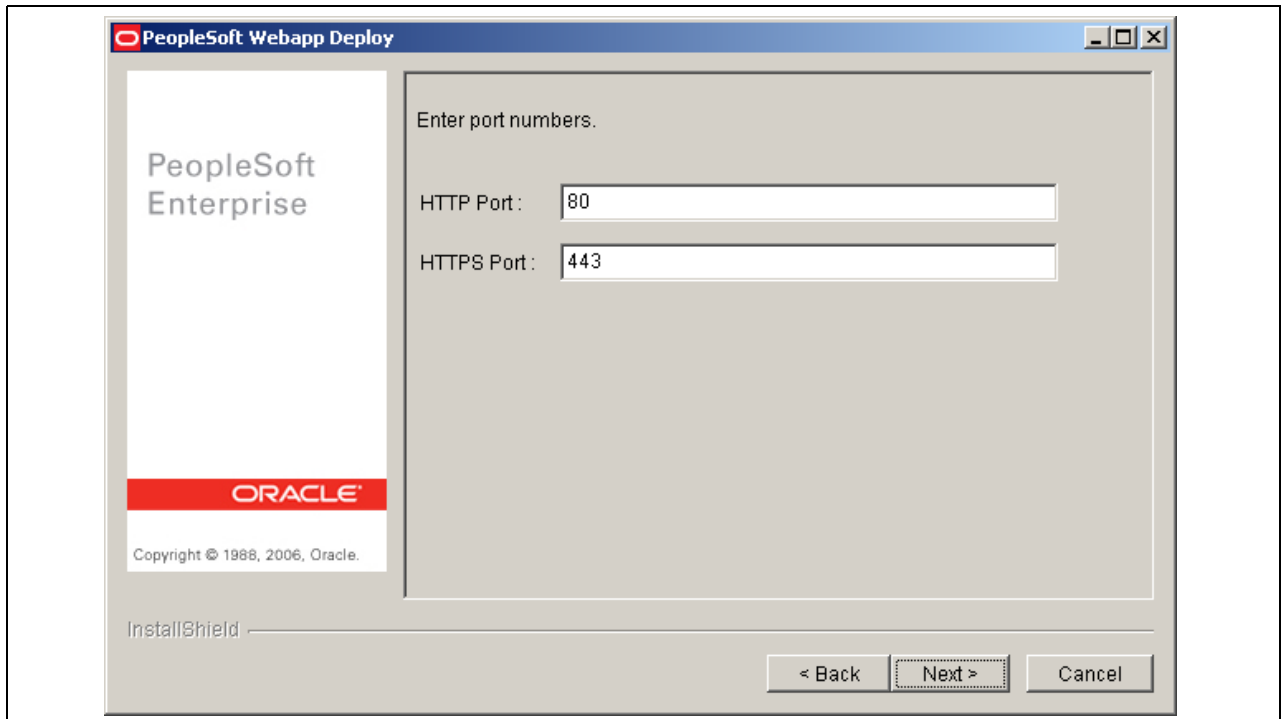 PeopleSoft Webapp Deploy
PeopleSoft
Enterprise
ORACLE®
Copyright © 1988, 2006, Oracle.
Enter port numbers.
HTTP Port : 80
HTTPS Port : 443
InstallShield
< Back Next > Cancel